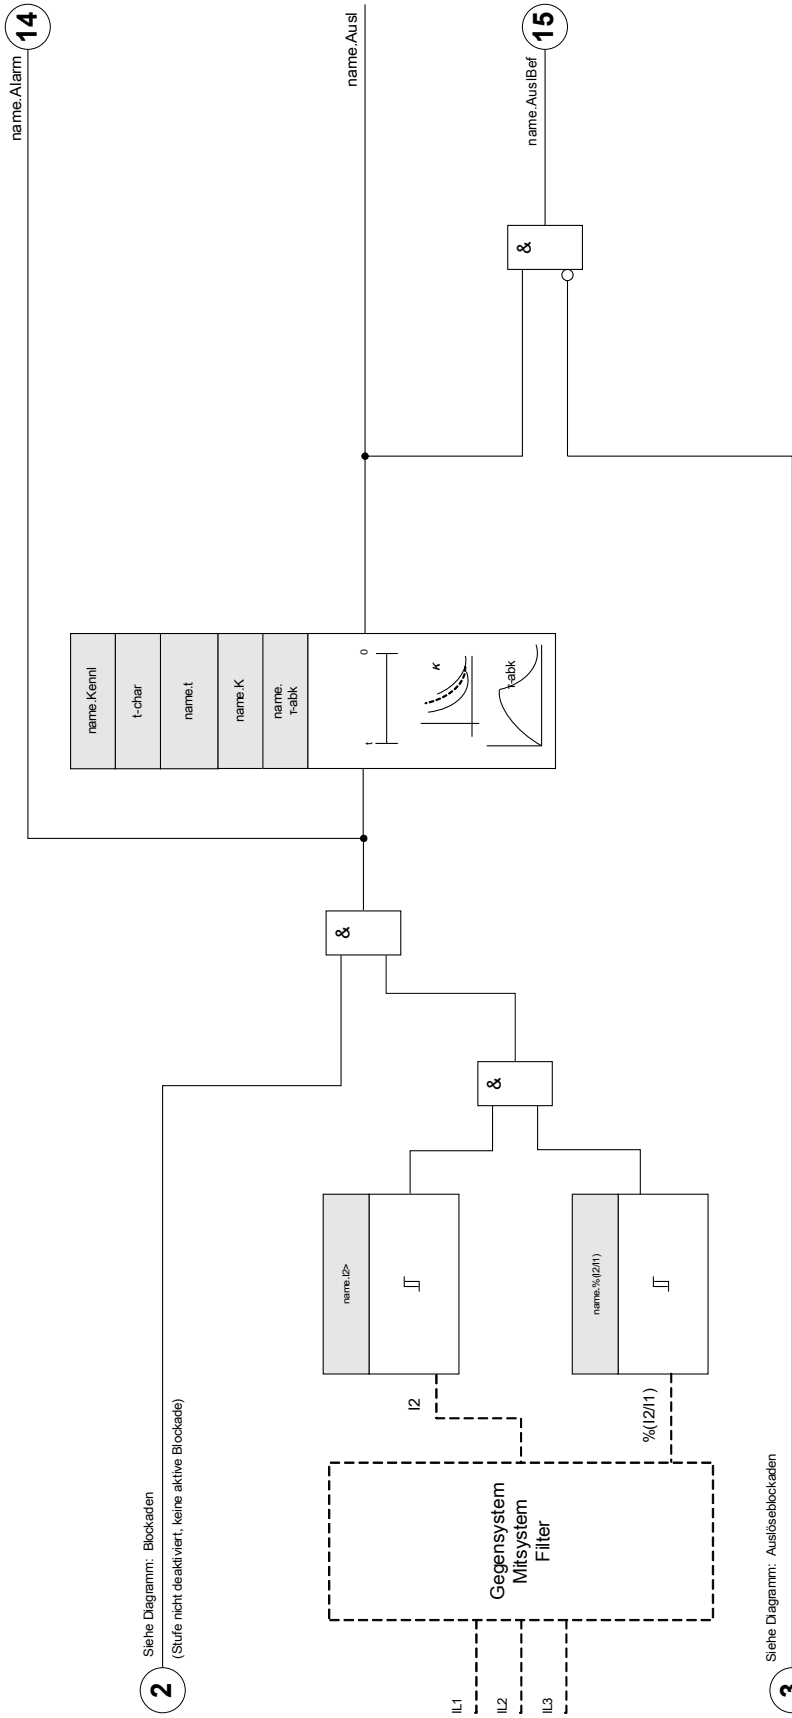 name.Alarm 14
name.Kennl
t-char
Siehe Diagramm: Blockaden
2
(Stufe nicht deaktiviert, keine aktive Blockade)
name.t
name.K
name.
τ-abk
name.Ausl
&
name.I2>
t 0
I2
κ
IL1
IL2
IL3
Gegensystem
Mitsystem
Filter
&
τ-abk
&
name.AuslBef 15
name.%(I2/I1)
%(I2/I1)
Siehe Diagramm: Auslöseblockaden
3